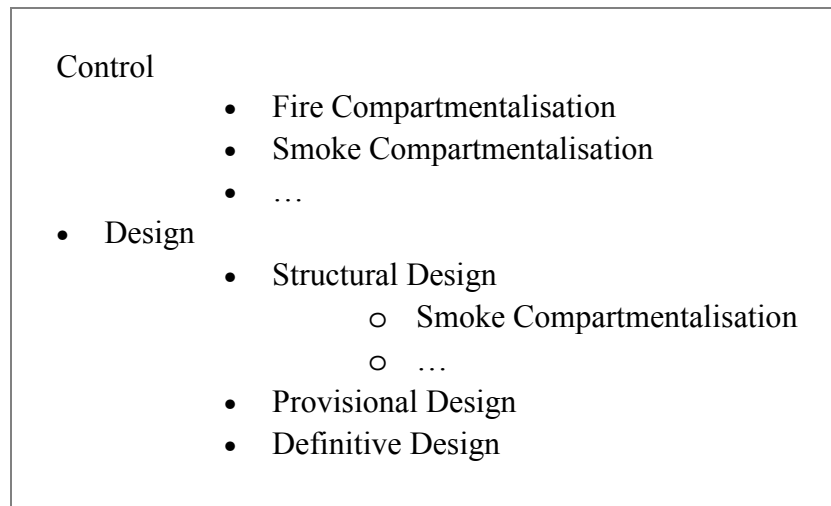 Control
• Fire Compartmentalisation
• Smoke Compartmentalisation
• …
• Design
• Structural Design
o Smoke Compartmentalisation
o …
• Provisional Design
• Definitive Design